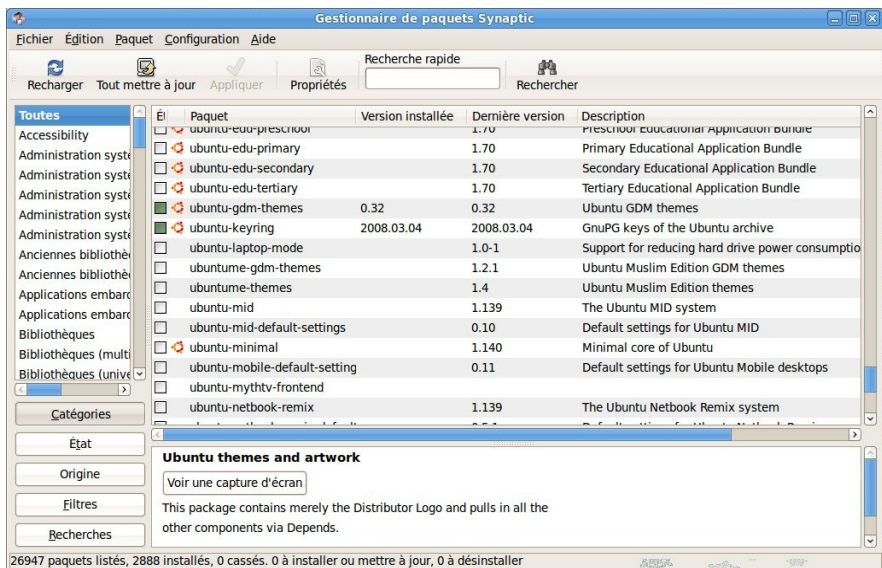 Gestionnaire de paquets Synaptic
Fichier Édition Paquet Configuration Aide
Recharger Tout mettre à jour Appliquer Propriétés Recherche rapide Rechercher
Toutes
Accessibility
Administration systè
Administration systè
Administration systè
Administration systè
Administration systè
Anciennes bibliothè
Anciennes bibliothè
Applications embarq
Applications embarq
Bibliothèques
Bibliothèques (multi
Bibliothèques (unive
Catégories
État
Origine
Filtres
Recherches
Ét Paquet Version installée Dernière version Description
ubuntu-edu-preschool 1.70 Preschool Educational Application Bundle
ubuntu-edu-primary 1.70 Primary Educational Application Bundle
ubuntu-edu-secondary 1.70 Secondary Educational Application Bundle
ubuntu-edu-tertiary 1.70 Tertiary Educational Application Bundle
ubuntu-gdm-themes 0.32 0.32 Ubuntu GDM themes
ubuntu-keyring 2008.03.04 2008.03.04 GnuPG keys of the Ubuntu archive
ubuntu-laptop-mode 1.0-1 Support for reducing hard drive power consumptio
ubuntume-gdm-themes 1.2.1 Ubuntu Muslim Edition GDM themes
ubuntume-themes 1.4 Ubuntu Muslim Edition themes
ubuntu-mid 1.139 The Ubuntu MID system
ubuntu-mid-default-settings 0.10 Default settings for Ubuntu MID
ubuntu-minimal 1.140 Minimal core of Ubuntu
ubuntu-mobile-default-setting 0.11 Default settings for Ubuntu Mobile desktops
ubuntu-mythtv-frontend
ubuntu-netbook-remix 1.139 The Ubuntu Netbook Remix system
Ubuntu themes and artwork
Voir une capture d'écran
This package contains merely the Distributor Logo and pulls in all the
other components via Depends.
26947 paquets listés, 2888 installés, 0 cassés. 0 à installer ou mettre à jour, 0 à désinstaller